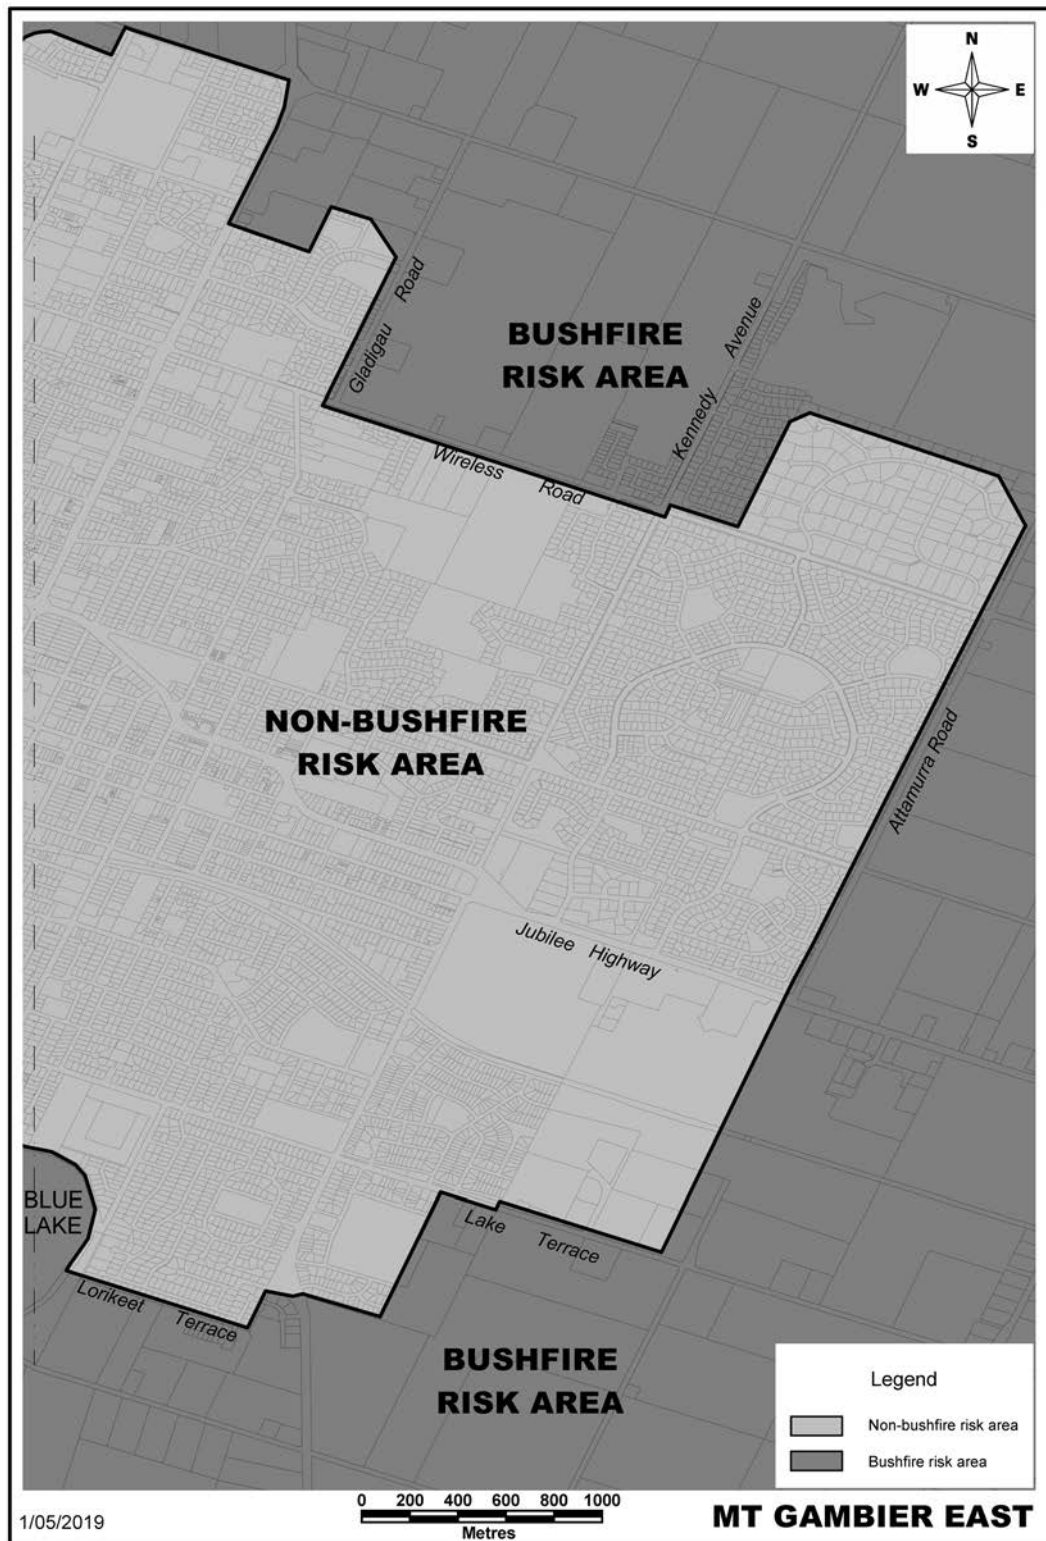 N
W E
S
Gladigau Road
BUSHFIRE
RISK AREA
Kennedy Avenue
Wireless Road
NON-BUSHFIRE
RISK AREA
Attamurra Road
Jubilee Highway
BLUE
LAKE
Lake Terrace
Lorikeet Terrace
BUSHFIRE
RISK AREA
Legend
Non-bushfire risk area
Bushfire risk area
0 200 400 600 800 1000
Metres
1/05/2019
MT GAMBIER EAST